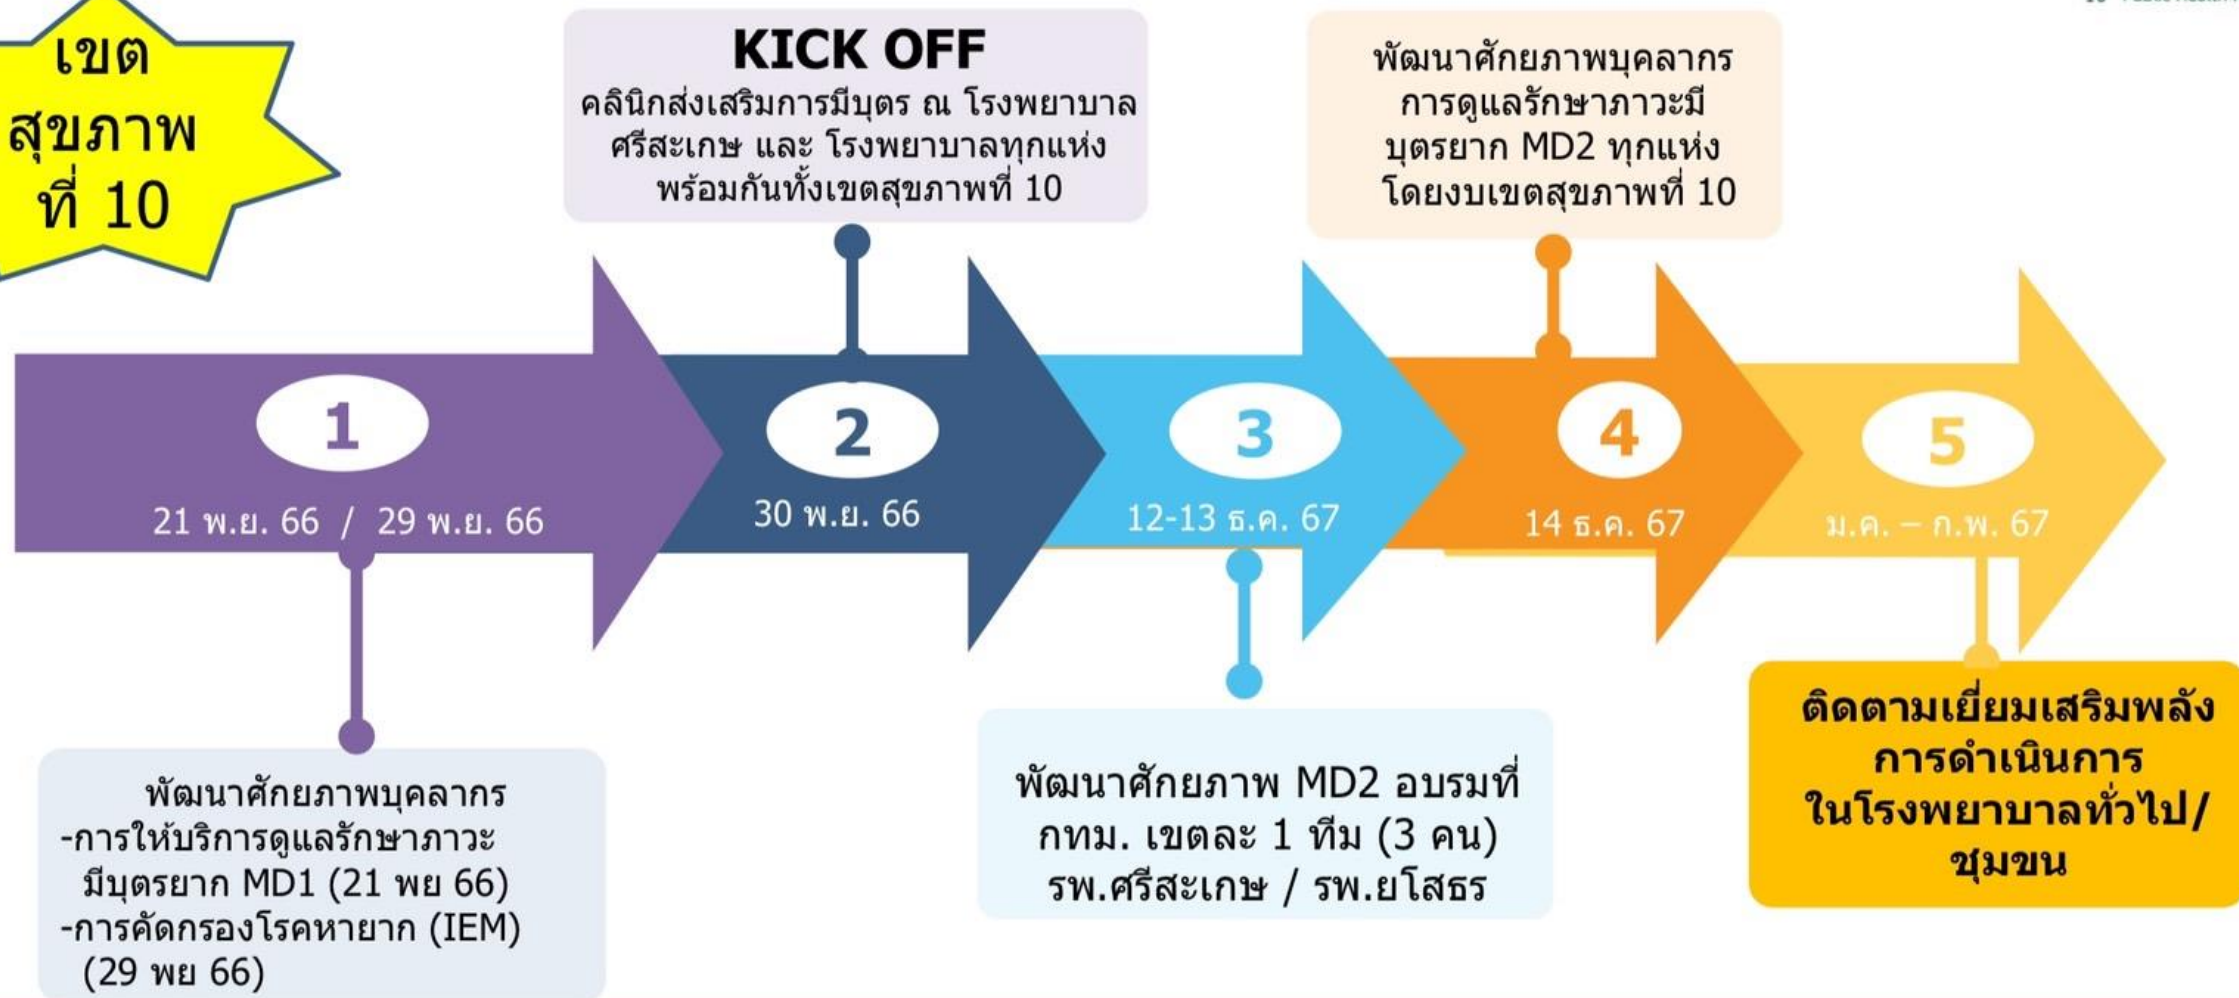 เขต
สุขภาพ
ที่ 10
KICK OFF
คลินิกส่งเสริมการมีบุตร ณ โรงพยาบาล
ศรีสะเกษ และ โรงพยาบาลทุกแห่ง
พร้อมกันทั้งเขตสุขภาพที่ 10
พัฒนาศักยภาพบุคลากร
การดูแลรักษาภาวะมี
บุตรยาก MD2 ทุกแห่ง
โดยงบเขตสุขภาพที่ 10
1
21 พ.ย. 66 / 29 พ.ย. 66
2
30 พ.ย. 66
3
12-13 ธ.ค. 67
4
14 ธ.ค. 67
5
ม.ค. – ก.พ. 67
พัฒนาศักยภาพบุคลากร
-การให้บริการดูแลรักษาภาวะ
มีบุตรยาก MD1 (21 พย 66)
-การคัดกรองโรคหายาก (IEM)
(29 พย 66)
พัฒนาศักยภาพ MD2 อบรมที่
กทม. เขตละ 1 ทีม (3 คน)
รพ.ศรีสะเกษ / รพ.ยโสธร
ติดตามเยี่ยมเสริมพลัง
การดำเนินการ
ในโรงพยาบาลทั่วไป/
ชุมขน